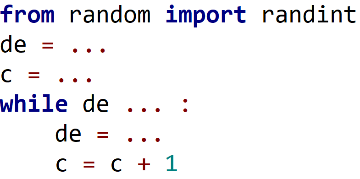 from random import randint
de = ...
c = ...
while de ... :
    de = ...
    c = c + 1